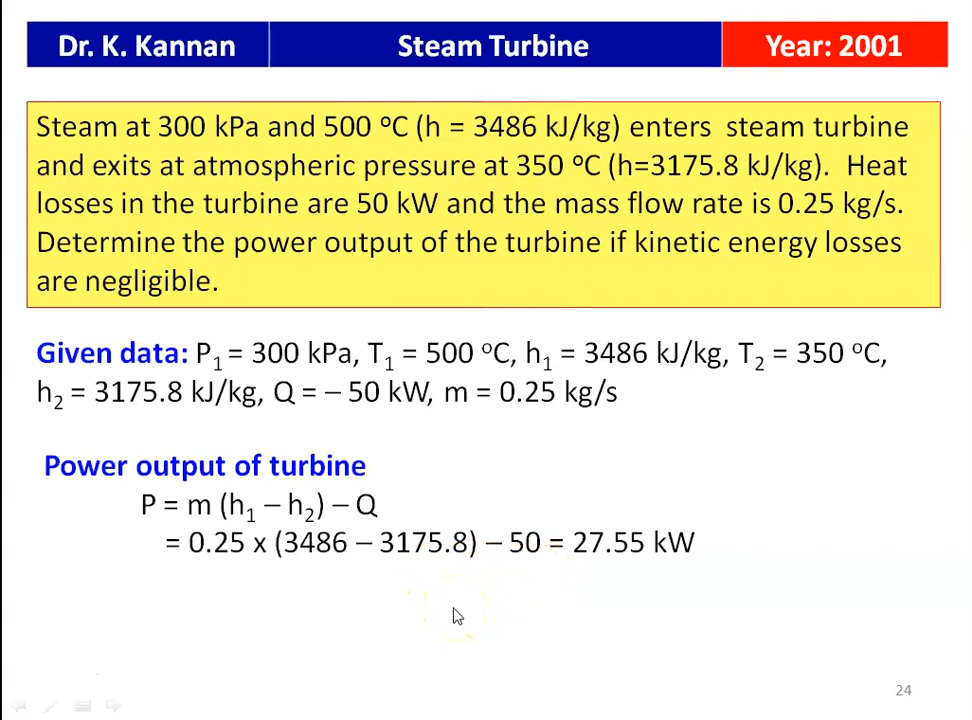 Dr. K. Kannan Steam Turbine Year: 2001
Steam at 300 kPa and 500 ᵒC (h = 3486 kJ/kg) enters steam turbine
and exits at atmospheric pressure at 350 ᵒC (h=3175.8 kJ/kg). Heat
losses in the turbine are 50 kW and the mass flow rate is 0.25 kg/s.
Determine the power output of the turbine if kinetic energy losses
are negligible.
Given data: P₁ = 300 kPa, T₁ = 500 ᵒC, h₁ = 3486 kJ/kg, T₂ = 350 ᵒC,
h₂ = 3175.8 kJ/kg, Q = – 50 kW, m = 0.25 kg/s
Power output of turbine
P = m (h₁ – h₂) – Q
= 0.25 x (3486 – 3175.8) – 50 = 27.55 kW
24